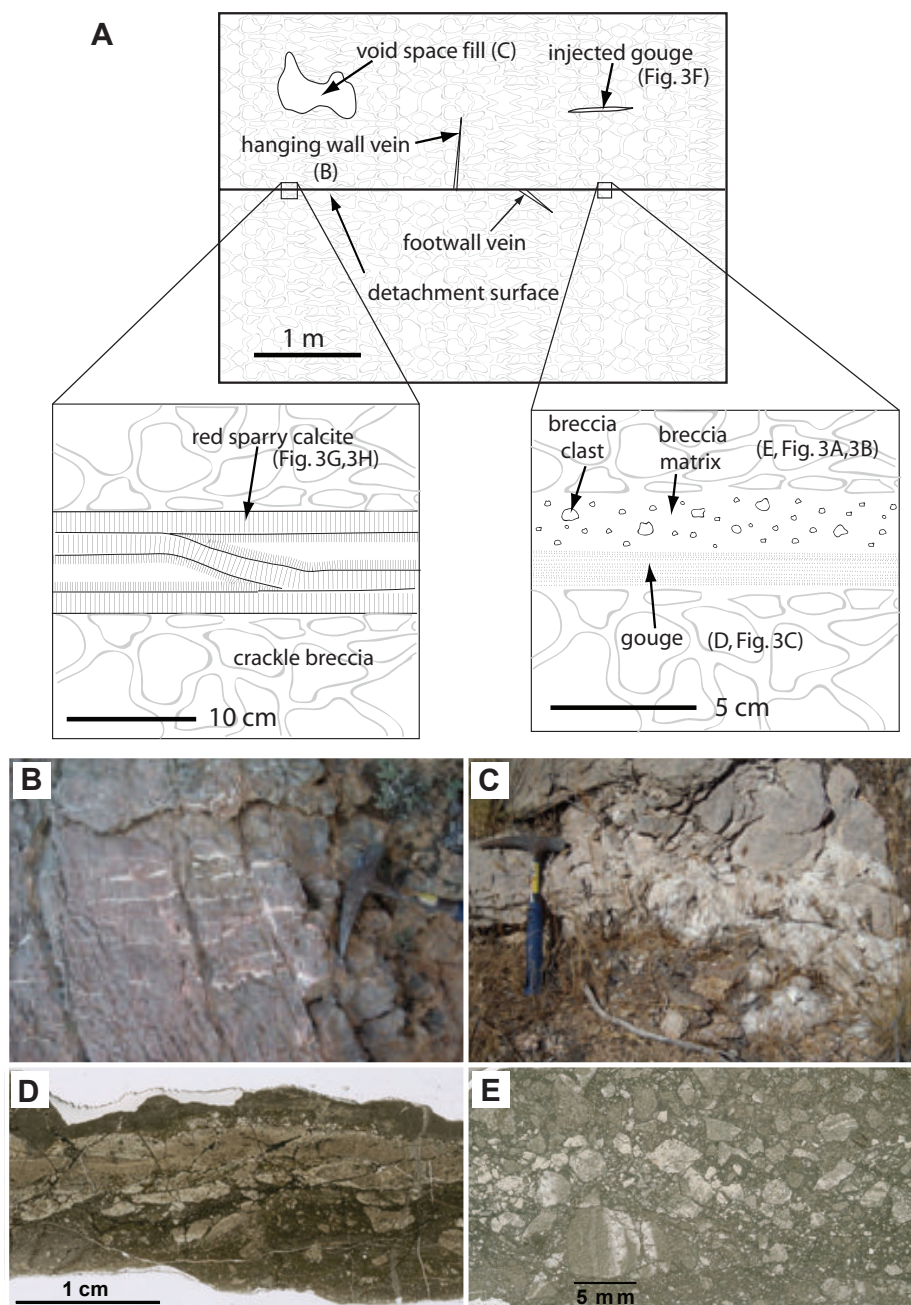 A
void space fill (C)
injected gouge
(Fig. 3F)
hanging wall vein
(B)
footwall vein
detachment surface
1 m
red sparry calcite
(Fig. 3G,3H)
crackle breccia
10 cm
breccia
clast
breccia
matrix
(E, Fig. 3A,3B)
gouge
(D, Fig. 3C)
5 cm
B
C
D
1 cm
E
5 mm